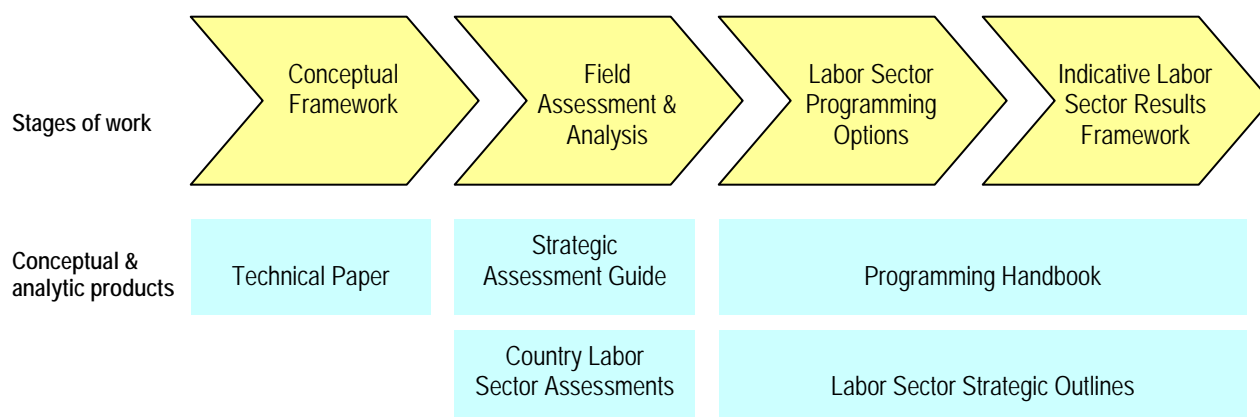 Stages of work
Conceptual
Framework
Field
Assessment &
Analysis
Labor Sector
Programming
Options
Indicative Labor
Sector Results
Framework
Conceptual &
analytic products
Technical Paper
Strategic
Assessment Guide
Programming Handbook
Country Labor
Sector Assessments
Labor Sector Strategic Outlines